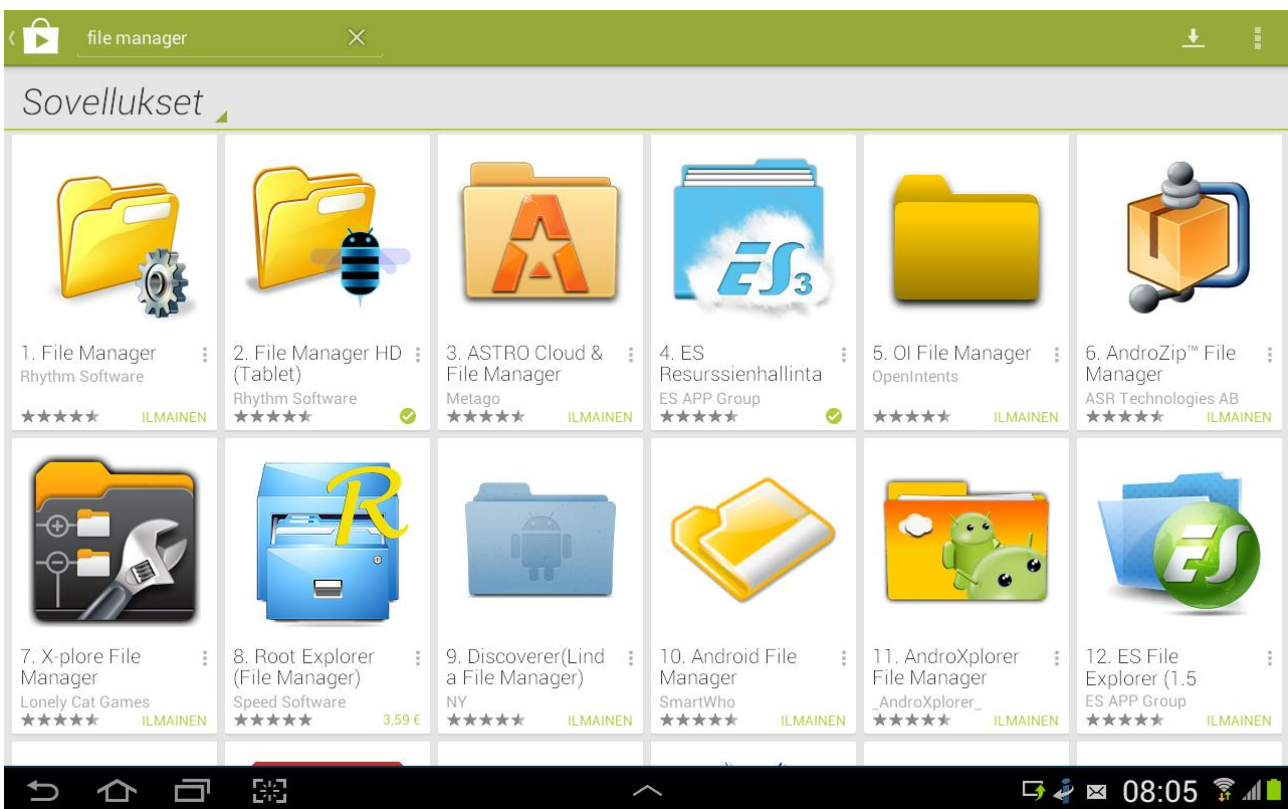 file manager
Sovellukset
1. File Manager
Rhythm Software
ILMAINEN
2. File Manager HD
(Tablet)
Rhythm Software
3. ASTRO Cloud &
File Manager
Metago
ILMAINEN
ES
3
4. ES
Resurssienhallinta
ES APP Group
5. OI File Manager
OpenIntents
ILMAINEN
6. AndroZip™ File
Manager
ASR Technologies AB
ILMAINEN
7. X-plore File
Manager
Lonely Cat Games
ILMAINEN
R
8. Root Explorer
(File Manager)
Speed Software
3,59 €
9. Discoverer(Lind
a File Manager)
NY
ILMAINEN
10. Android File
Manager
SmartWho
ILMAINEN
11. AndroXplorer
File Manager
_AndroXplorer_
ILMAINEN
ES
12. ES File
Explorer (1.5
ES APP Group
ILMAINEN
08:05